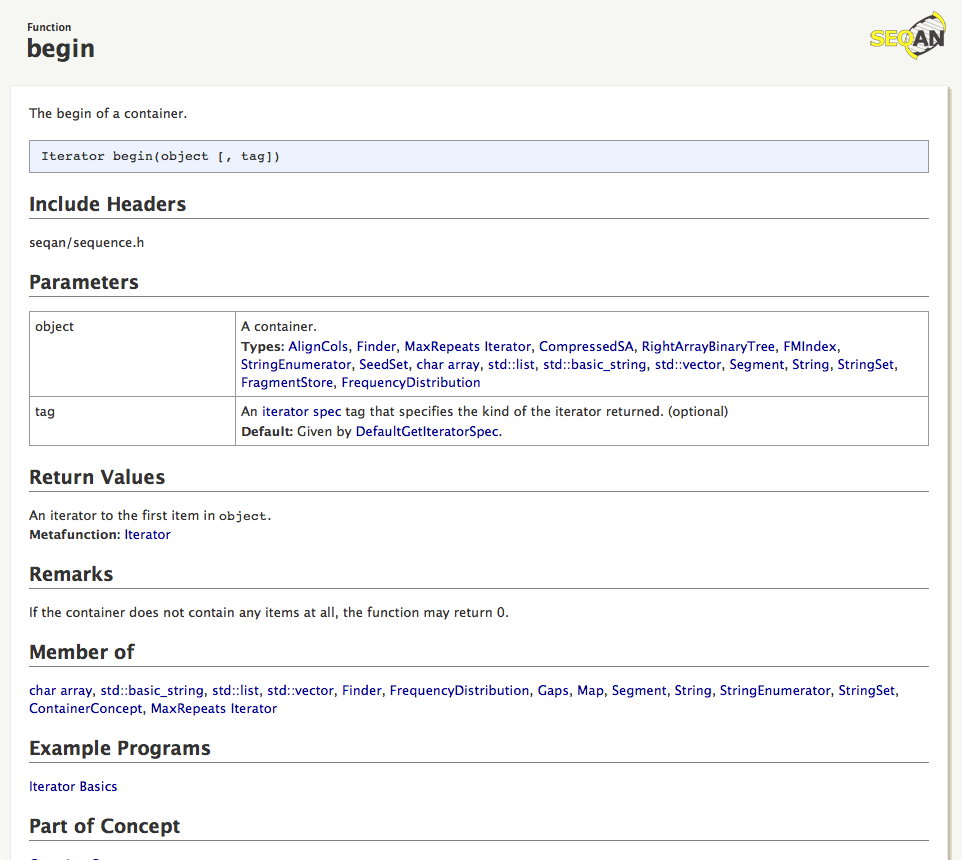 Function
begin
SEQAN
The begin of a container.
Iterator begin(object [, tag])
Include Headers
seqan/sequence.h
Parameters
object
A container.
Types: AlignCols, Finder, MaxRepeats Iterator, CompressedSA, RightArrayBinaryTree, FMIndex,
StringEnumerator, SeedSet, char array, std::list, std::basic_string, std::vector, Segment, String, StringSet,
FragmentStore, FrequencyDistribution
tag
An iterator spec tag that specifies the kind of the iterator returned. (optional)
Default: Given by DefaultGetIteratorSpec.
Return Values
An iterator to the first item in object.
Metafunction: Iterator
Remarks
If the container does not contain any items at all, the function may return 0.
Member of
char array, std::basic_string, std::list, std::vector, Finder, FrequencyDistribution, Gaps, Map, Segment, String, StringEnumerator, StringSet,
ContainerConcept, MaxRepeats Iterator
Example Programs
Iterator Basics
Part of Concept